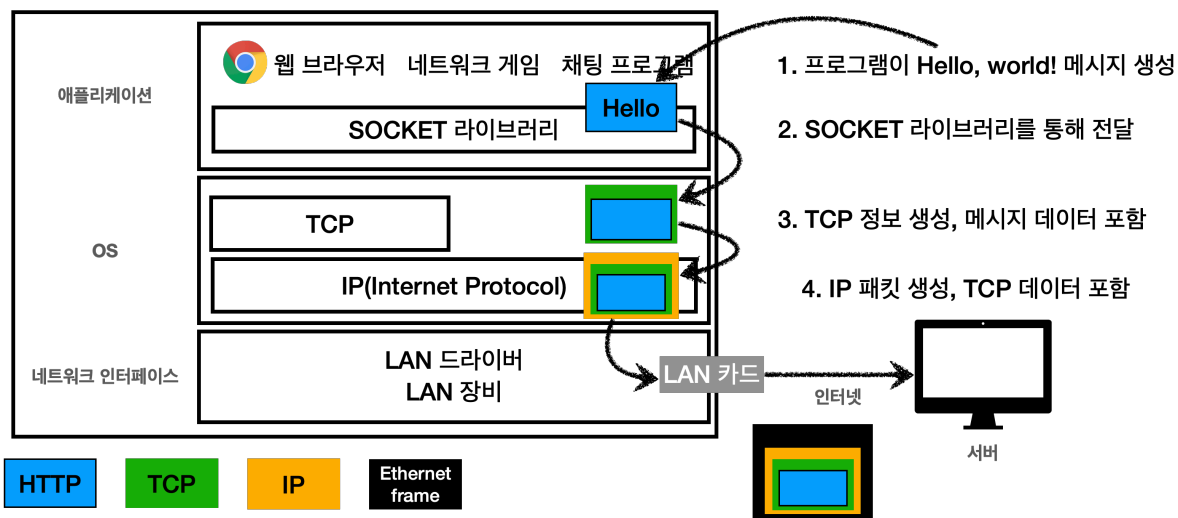 애플리케이션
웹 브라우저 네트워크 게임 채팅 프로그램
Hello
SOCKET 라이브러리
1. 프로그램이 Hello, world! 메시지 생성
2. SOCKET 라이브러리를 통해 전달
OS
TCP
IP(Internet Protocol)
3. TCP 정보 생성, 메시지 데이터 포함
4. IP 패킷 생성, TCP 데이터 포함
네트워크 인터페이스
LAN 드라이버
LAN 장비
LAN 카드
인터넷
서버
HTTP
TCP
IP
Ethernet
frame